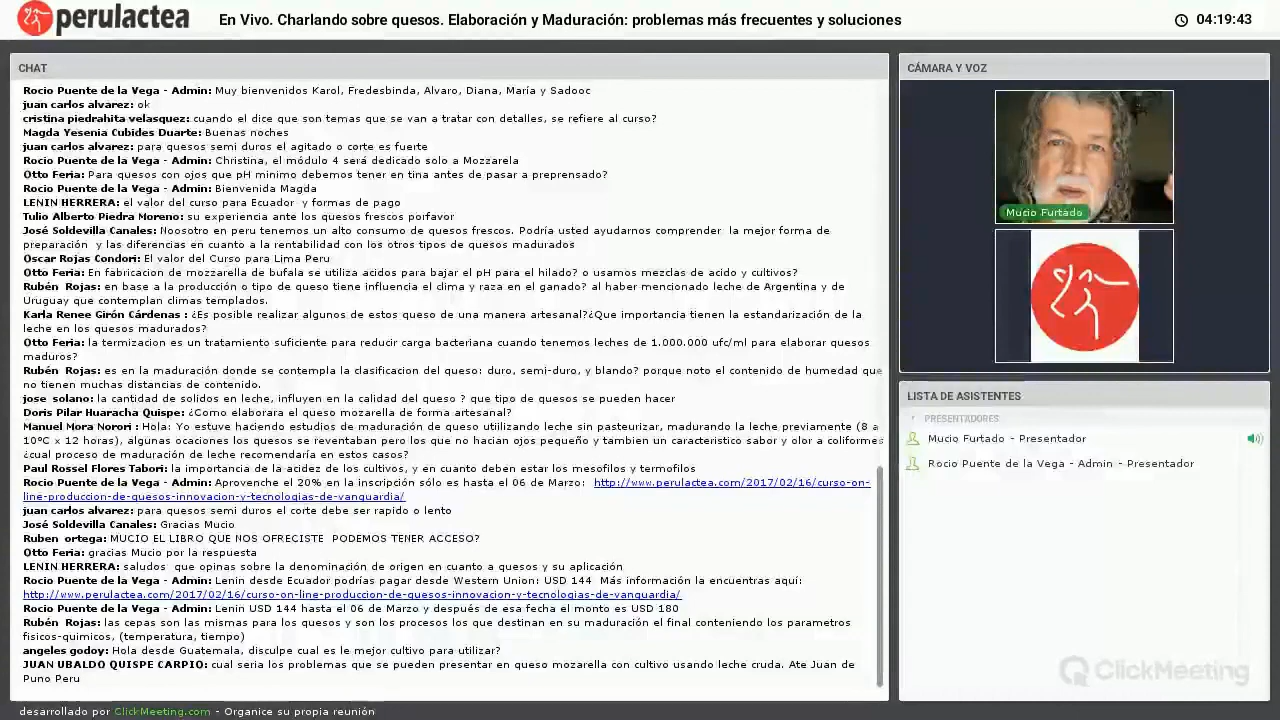 perulactea
En Vivo. Charlando sobre quesos. Elaboración y Maduración: problemas más frecuentes y soluciones
04:19:43
CHAT
Rocio Puente de la Vega - Admin: Muy bienvenidos Karol, Fredesbinda, Alvaro, Diana, María y Sadooc
juan carlos alvarez: ok
cristina piedrahita velasquez: cuando el dice que son temas que se van a tratar con detalles, se refiere al curso?
Magda Yesenia Cubides Duarte: Buenas noches
juan carlos alvarez: para quesos semi duros el agitado o corte es fuerte
Rocio Puente de la Vega - Admin: Christina, el módulo 4 será dedicado solo a Mozzarela
Otto Feria: Para quesos con ojos que pH minimo debemos tener en tina antes de pasar a preprensado?
Rocio Puente de la Vega - Admin: Bienvenida Magda
LENIN HERRERA: el valor del curso para Ecuador y formas de pago
Tulio Alberto Piedra Moreno: su experiencia ante los quesos frescos porfavor
José Soldevilla Canales: Noosotro en peru tenemos un alto consumo de quesos frescos. Podría usted ayudarnos comprender la mejor forma de
preparación y las diferencias en cuanto a la rentabilidad con los otros tipos de quesos madurados
Oscar Rojas Condori: El valor del Curso para Lima Peru
Otto Feria: En fabricacion de mozzarella de bufala se utiliza acidos para bajar el pH para el hilado? o usamos mezclas de acido y cultivos?
Rubén Rojas: en base a la producción o tipo de queso tiene influencia el clima y raza en el ganado? al haber mencionado leche de Argentina y de
Uruguay que contemplan climas templados.
Karla Renee Girón Cárdenas : ¿Es posible realizar algunos de estos queso de una manera artesanal?¿Que importancia tienen la estandarización de la
leche en los quesos madurados?
Otto Feria: la termizacion es un tratamiento suficiente para reducir carga bacteriana cuando tenemos leches de 1.000.000 ufc/ml para elaborar quesos
maduros?
Rubén Rojas: es en la maduración donde se contempla la clasificacion del queso: duro, semi-duro, y blando? porque noto el contenido de humedad que
no tienen muchas distancias de contenido.
jose solano: la cantidad de solidos en leche, influyen en la calidad del queso ? que tipo de quesos se pueden hacer
Doris Pilar Huaracha Quispe: ¿Como elaborara el queso mozarella de forma artesanal?
Manuel Mora Norori : Hola: Yo estuve haciendo estudios de maduración de queso utiilizando leche sin pasteurizar, madurando la leche previamente (8 a
10ºC x 12 horas), algunas ocaciones los quesos se reventaban pero los que no hacian ojos pequeño y tambien un caracteristico sabor y olor a coliformes
¿cual proceso de maduración de leche recomendaría en estos casos?
Paul Rossel Flores Tabori: la importancia de la acidez de los cultivos, y en cuanto deben estar los mesofilos y termofilos
Rocio Puente de la Vega - Admin: Aprovenche el 20% en la inscripción sólo es hasta el 06 de Marzo: http://www.perulactea.com/2017/02/16/curso-on-
line-produccion-de-quesos-innovacion-y-tecnologias-de-vanguardia/
juan carlos alvarez: para quesos semi duros el corte debe ser rapido o lento
José Soldevilla Canales: Gracias Mucio
Ruben ortega: MUCIO EL LIBRO QUE NOS OFRECISTE PODEMOS TENER ACCESO?
Otto Feria: gracias Mucio por la respuesta
LENIN HERRERA: saludos que opinas sobre la denominación de origen en cuanto a quesos y su aplicación
Rocio Puente de la Vega - Admin: Lenin desde Ecuador podrías pagar desde Western Union: USD 144 Más información la encuentras aquí:
http://www.perulactea.com/2017/02/16/curso-on-line-produccion-de-quesos-innovacion-y-tecnologias-de-vanguardia/
Rocio Puente de la Vega - Admin: Lenin USD 144 hasta el 06 de Marzo y después de esa fecha el monto es USD 180
Rubén Rojas: las cepas son las mismas para los quesos y son los procesos los que destinan en su maduración el final conteniendo los parametros
fisicos-quimicos, (temperatura, tiempo)
angeles godoy: Hola desde Guatemala, disculpe cual es le mejor cultivo para utilizar?
JUAN UBALDO QUISPE CARPIO: cual seria los problemas que se pueden presentar en queso mozarella con cultivo usando leche cruda. Ate Juan de
Puno Peru
CÁMARA Y VOZ
Mucio Furtado
LISTA DE ASISTENTES
PRESENTADORES
Mucio Furtado - Presentador
Rocio Puente de la Vega - Admin - Presentador
ClickMeeting
desarrollado por ClickMeeting.com - Organice su propia reunión